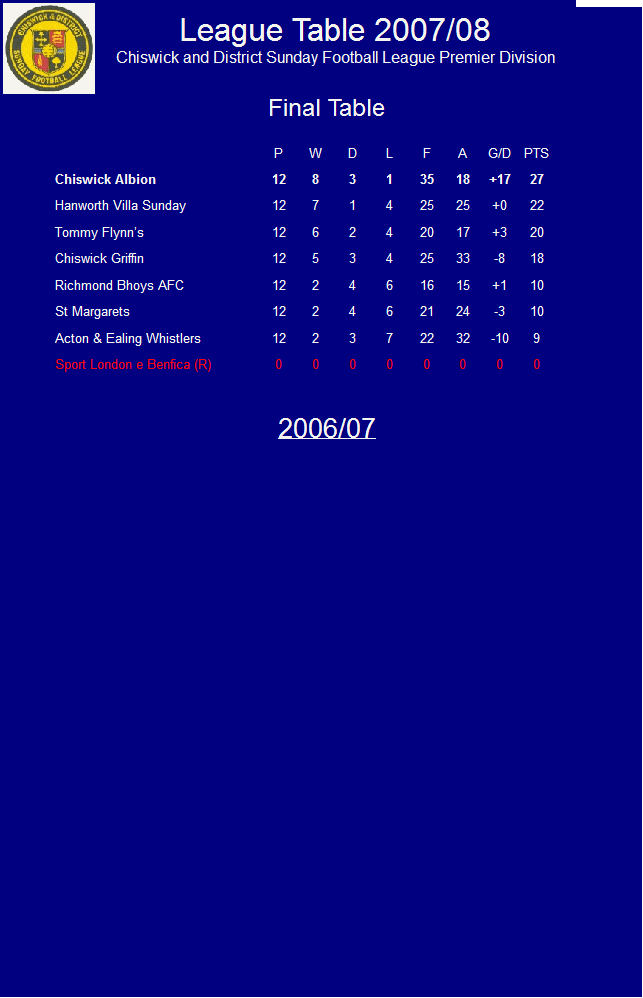 CHISWICK & DISTRICT
SUNDAY FOOTBALL LEAGUE
League Table 2007/08
Chiswick and District Sunday Football League Premier Division
Final Table
P W D L F A G/D PTS
Chiswick Albion 12 8 3 1 35 18 +17 27
Hanworth Villa Sunday 12 7 1 4 25 25 +0 22
Tommy Flynn's 12 6 2 4 20 17 +3 20
Chiswick Griffin 12 5 3 4 25 33 -8 18
Richmond Bhoys AFC 12 2 4 6 16 15 +1 10
St Margarets 12 2 4 6 21 24 -3 10
Acton & Ealing Whistlers 12 2 3 7 22 32 -10 9
Sport London e Benfica (R) 0 0 0 0 0 0 0 0
2006/07